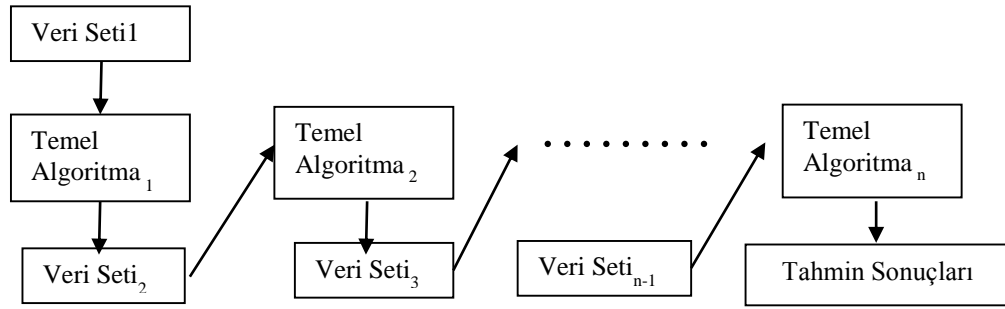 Veri Seti1
Temel
Algoritma 1
Veri Seti2
Temel
Algoritma 2
Veri Seti3
.........
Veri Setin-1
Temel
Algoritma n
Tahmin Sonuçları